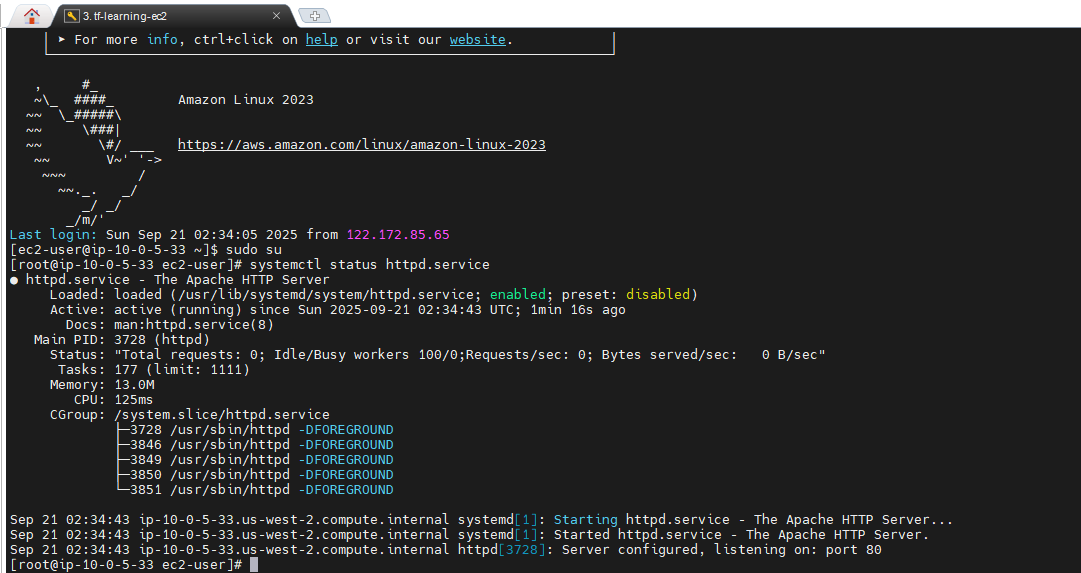 3. tf-learning-ec2
➤ For more info, ctrl+click on help or visit our website.
   ,     #_
   ~\_  ####_        Amazon Linux 2023
  ~~  \_#####\
  ~~     \###|
  ~~       \#/ ___   https://aws.amazon.com/linux/amazon-linux-2023
   ~~       V~' '->
    ~~~         /
      ~~._.   _/
         _/ _/
       _/m/'
Last login: Sun Sep 21 02:34:05 2025 from 122.172.85.65
[ec2-user@ip-10-0-5-33 ~]$ sudo su
[root@ip-10-0-5-33 ec2-user]# systemctl status httpd.service
● httpd.service - The Apache HTTP Server
     Loaded: loaded (/usr/lib/systemd/system/httpd.service; enabled; preset: disabled)
     Active: active (running) since Sun 2025-09-21 02:34:43 UTC; 1min 16s ago
       Docs: man:httpd.service(8)
   Main PID: 3728 (httpd)
     Status: "Total requests: 0; Idle/Busy workers 100/0;Requests/sec: 0; Bytes served/sec:   0 B/sec"
      Tasks: 177 (limit: 1111)
     Memory: 13.0M
        CPU: 125ms
     CGroup: /system.slice/httpd.service
             ├─3728 /usr/sbin/httpd -DFOREGROUND
             ├─3846 /usr/sbin/httpd -DFOREGROUND
             ├─3849 /usr/sbin/httpd -DFOREGROUND
             ├─3850 /usr/sbin/httpd -DFOREGROUND
             └─3851 /usr/sbin/httpd -DFOREGROUND
Sep 21 02:34:43 ip-10-0-5-33.us-west-2.compute.internal systemd[1]: Starting httpd.service - The Apache HTTP Server...
Sep 21 02:34:43 ip-10-0-5-33.us-west-2.compute.internal systemd[1]: Started httpd.service - The Apache HTTP Server.
Sep 21 02:34:43 ip-10-0-5-33.us-west-2.compute.internal httpd[3728]: Server configured, listening on: port 80
[root@ip-10-0-5-33 ec2-user]#